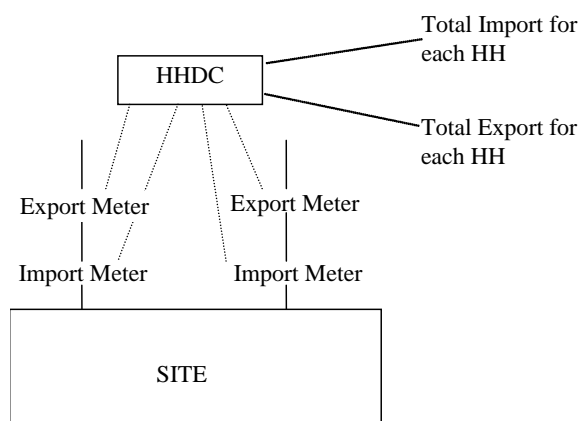 Total Import for
each HH
HHDC
Total Export for
each HH
Export Meter
Export Meter
Import Meter
Import Meter
SITE